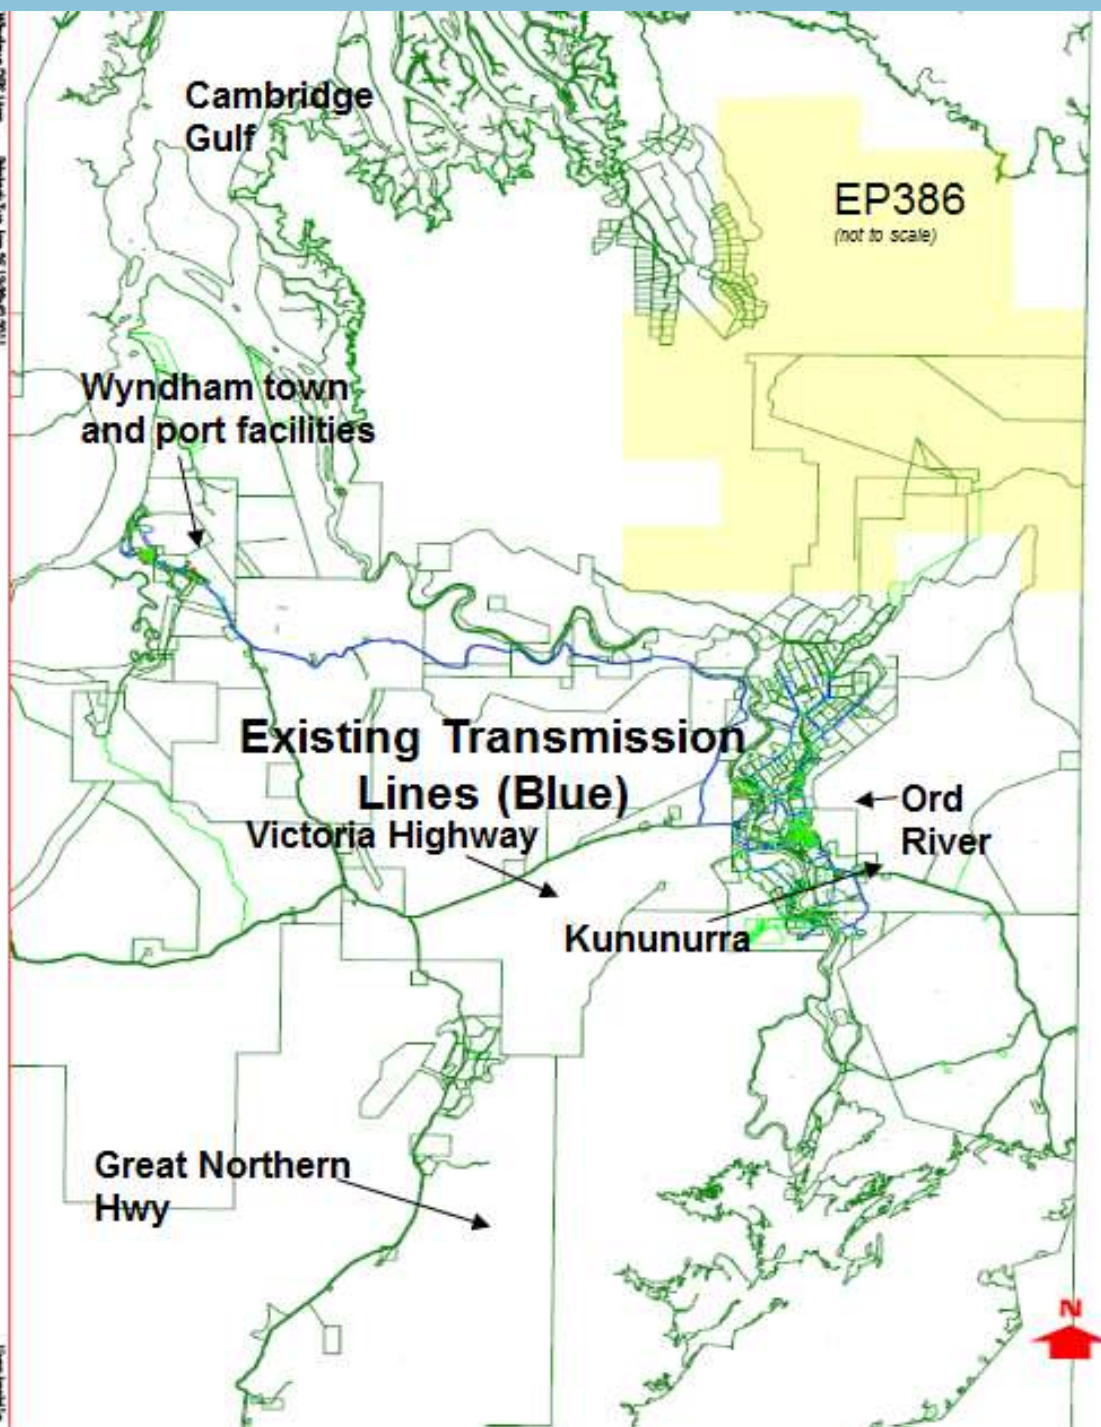 Cambridge
Gulf
EP386
(not to scale)
Wyndham town
and port facilities
Existing Transmission
Lines (Blue)
Victoria Highway
Ord
River
Kununurra
Great Northern
Hwy
N